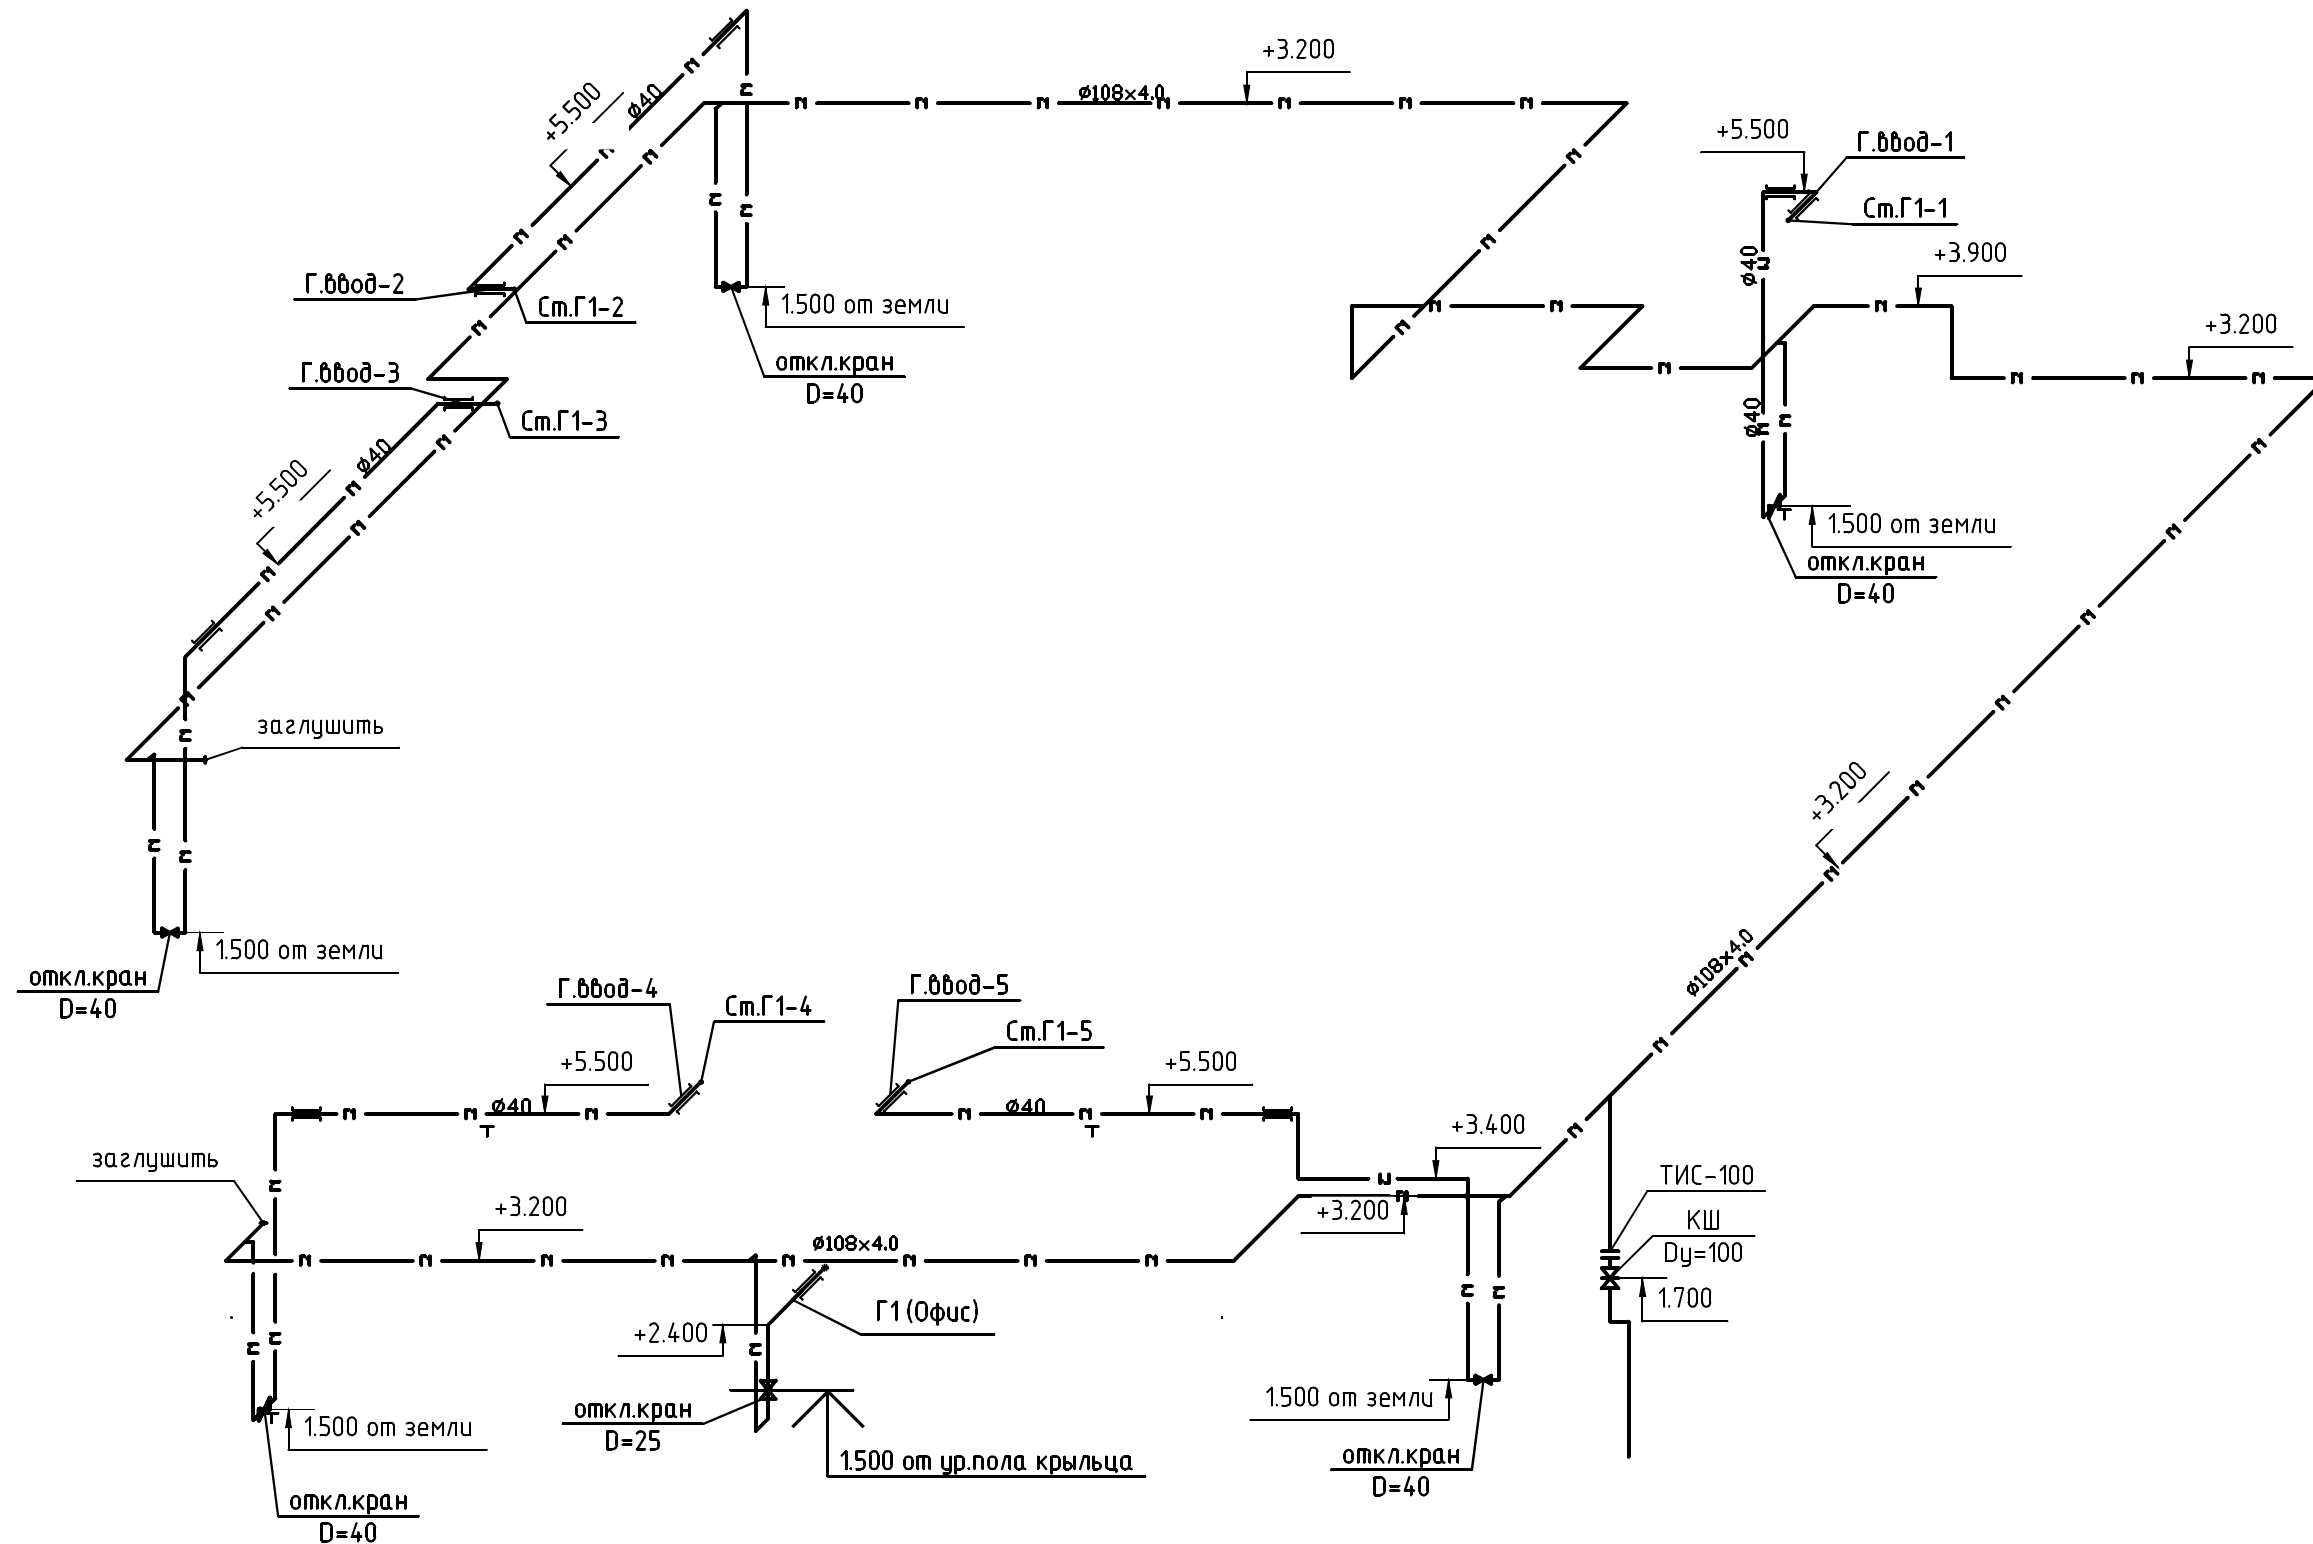 +3.200
ø108×4.0
+5.500
ø40
+5.500
Г.ввод-1
Ст.Г1-1
ø40
+3.900
Г.ввод-2
Ст.Г1-2
1.500 от земли
откл.кран
D=40
+3.200
Г.ввод-3
Ст.Г1-3
ø40
ø40
+5.500
1.500 от земли
откл.кран
D=40
заглушить
+3.200
1.500 от земли
откл.кран
D=40
ø108×4.0
Г.ввод-4
Ст.Г1-4
Г.ввод-5
Ст.Г1-5
+5.500
ø40
+5.500
ø40
+3.400
заглушить
+3.200
ø108×4.0
+3.200
ТИС-100
КШ
Dу=100
1.700
Г1 (Офис)
+2.400
1.500 от земли
откл.кран
D=25
1.500 от ур.пола крыльца
1.500 от земли
откл.кран
D=40
откл.кран
D=40